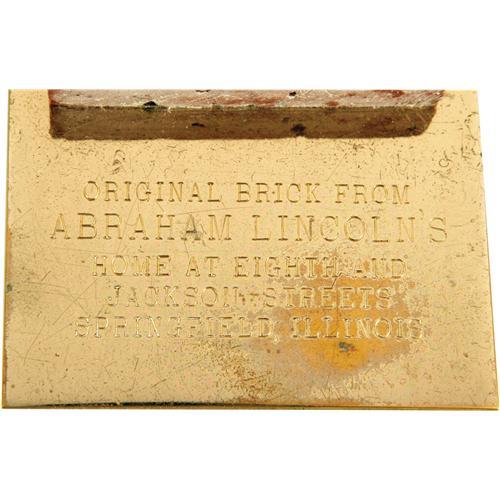 ORIGINAL BRICK FROM
ABRAHAM LINCOLN'S
HOME AT EIGHTH AND
JACKSON STREETS
SPRINGFIELD, ILLINOIS